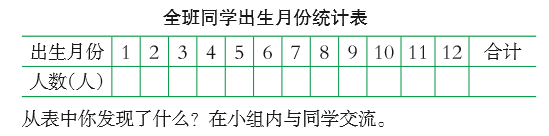 全班同学出生月份统计表
出生月份 1 2 3 4 5 6 7 8 9 10 11 12 合计
人数(人)
从表中你发现了什么？在小组内与同学交流。